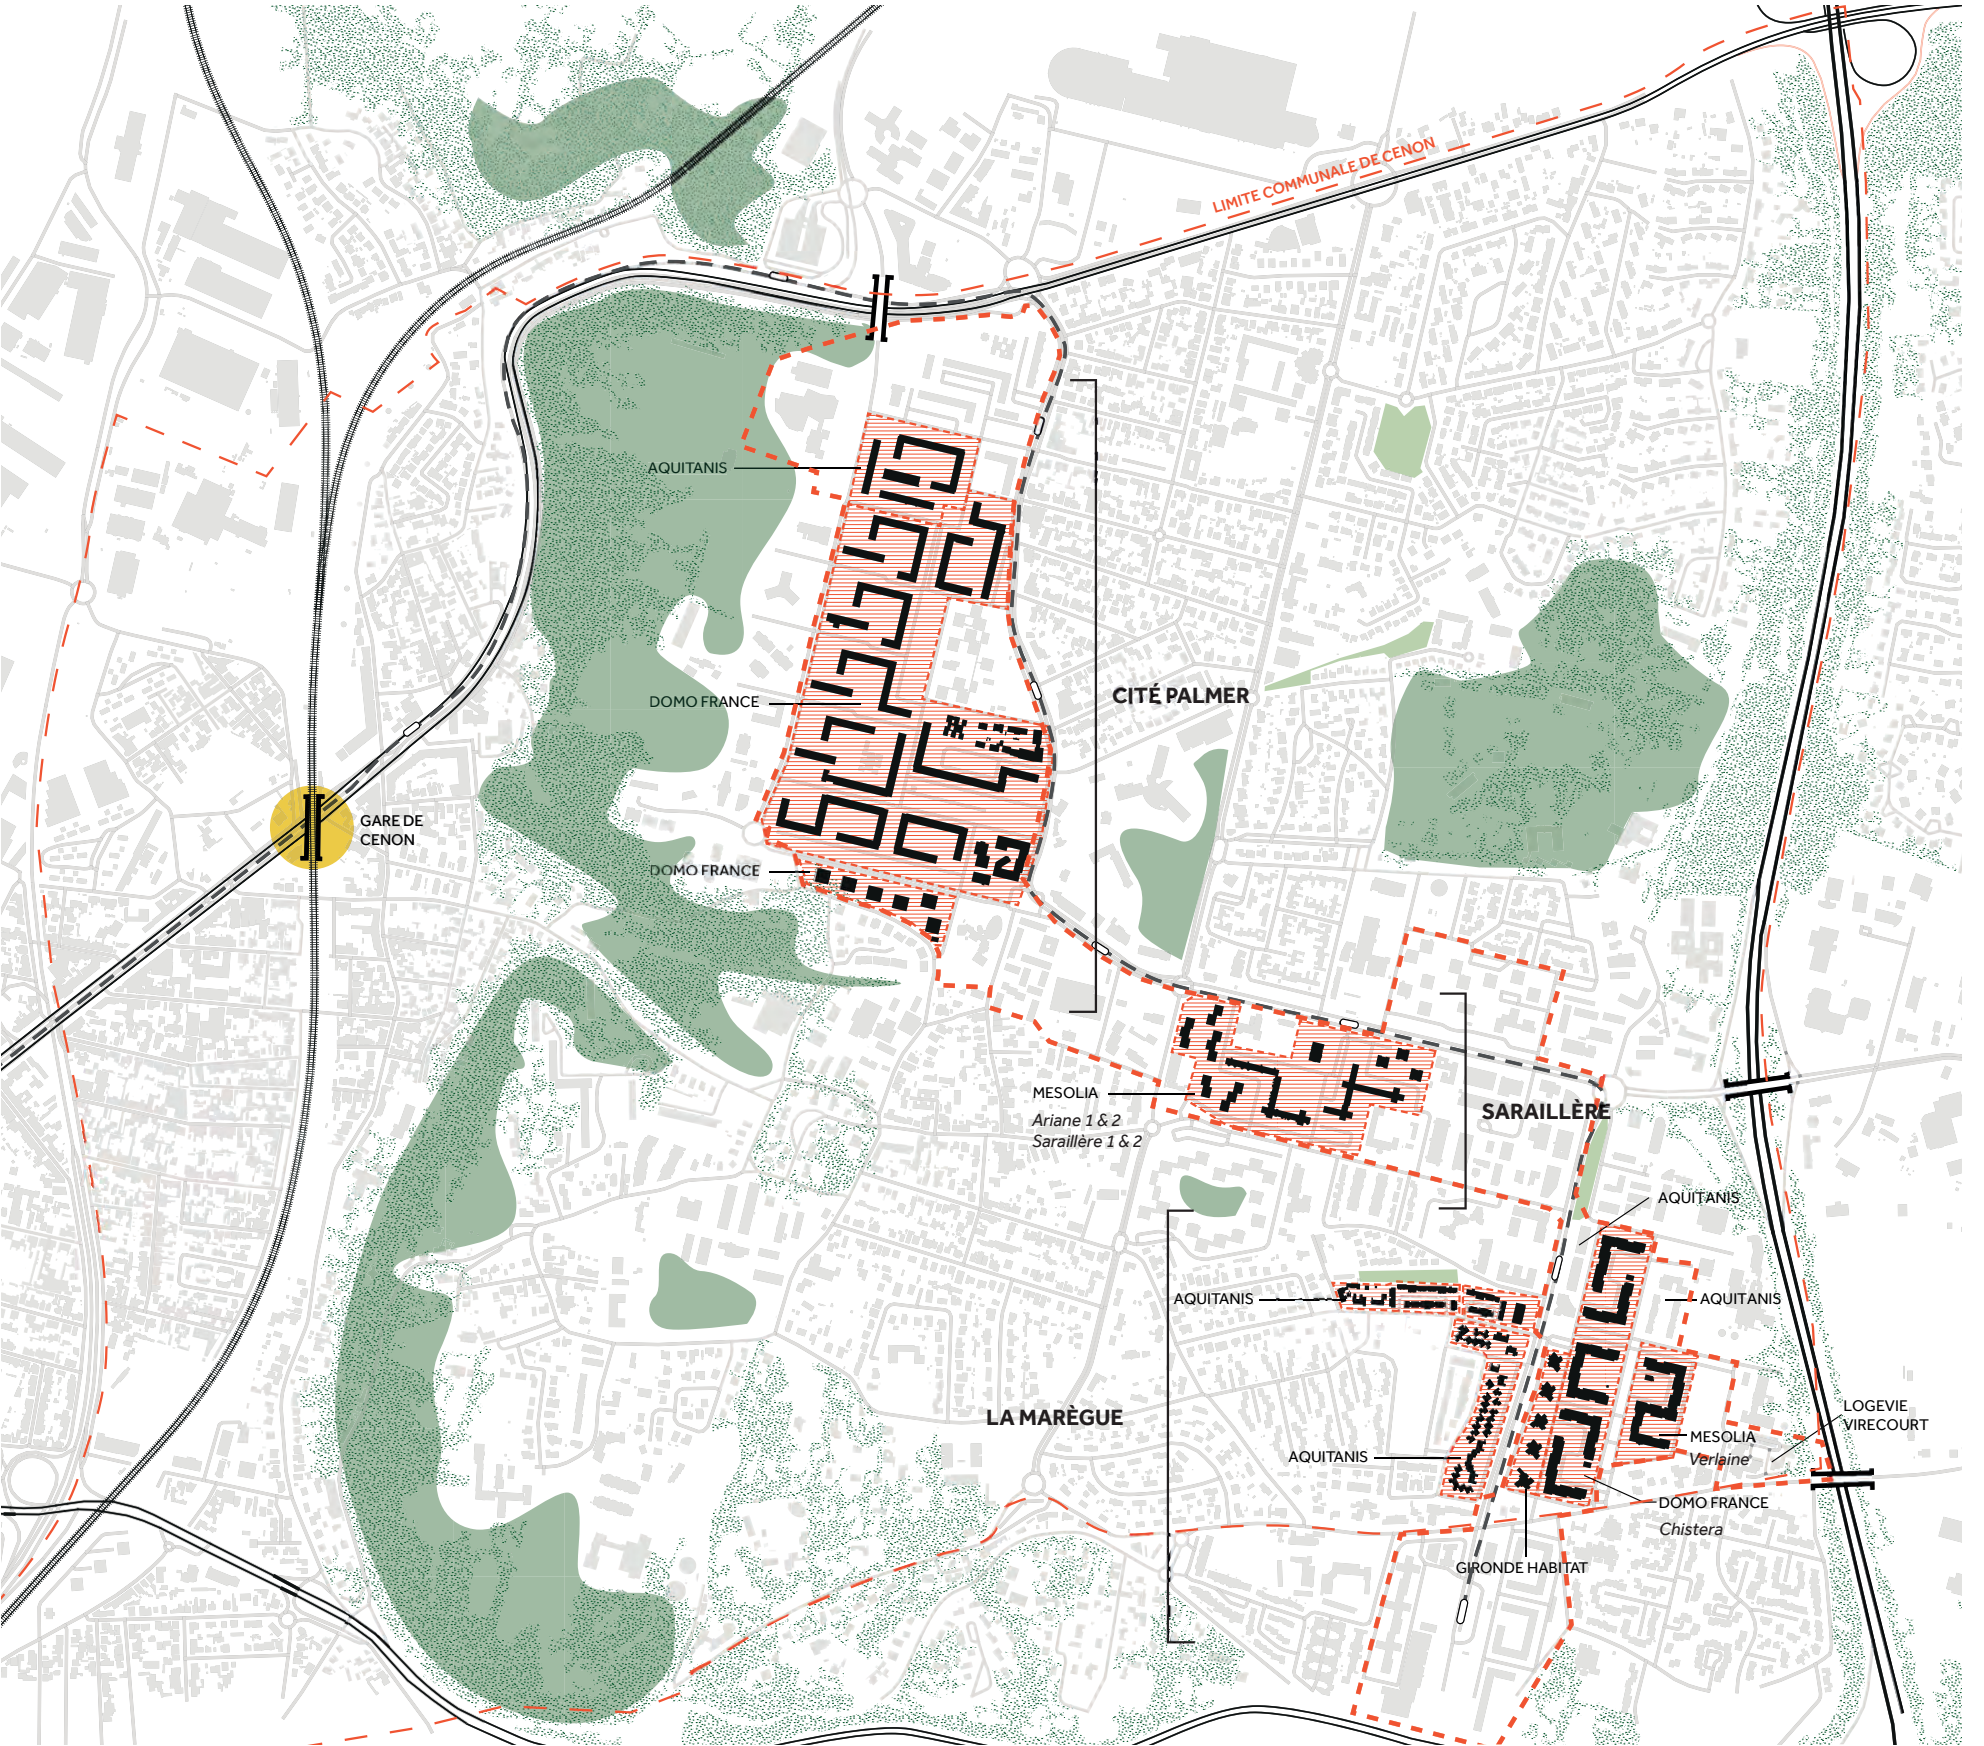 LIMITE COMMUNALE DE CENON
AQUITANIS
CITÉ PALMER
DOMO FRANCE
GARE DE
CENON
DOMO FRANCE
MESOLIA
Ariane 1 & 2
Saraillère 1 & 2
SARAILLÈRE
AQUITANIS
AQUITANIS
AQUITANIS
LA MARÈGUE
LOGEVIE
VIRECOURT
MESOLIA
Verlaine
AQUITANIS
DOMO FRANCE
Chistera
GIRONDE HABITAT